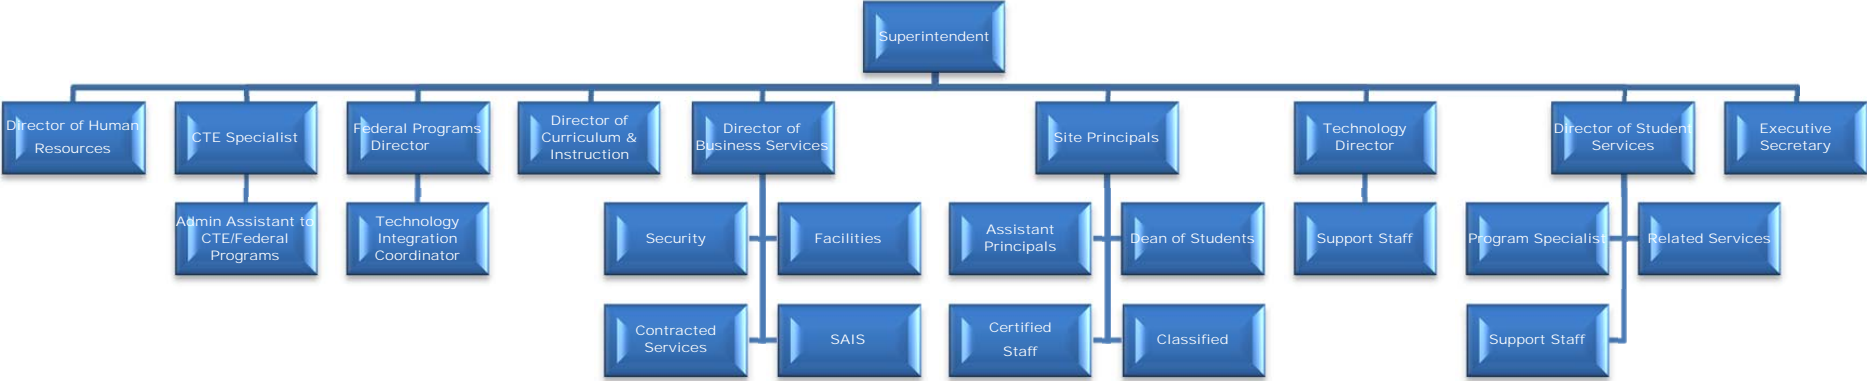 Superintendent
Director of Human
Resources
CTE Specialist
Federal Programs
Director
Director of
Curriculum &
Instruction
Director of
Business Services
Site Principals
Technology
Director
Director of Student
Services
Executive
Secretary
Admin Assistant to
CTE/Federal
Programs
Technology
Integration
Coordinator
Security
Facilities
Assistant
Principals
Dean of Students
Support Staff
Program Specialist
Related Services
Contracted
Services
SAIS
Certified
Staff
Classified
Support Staff